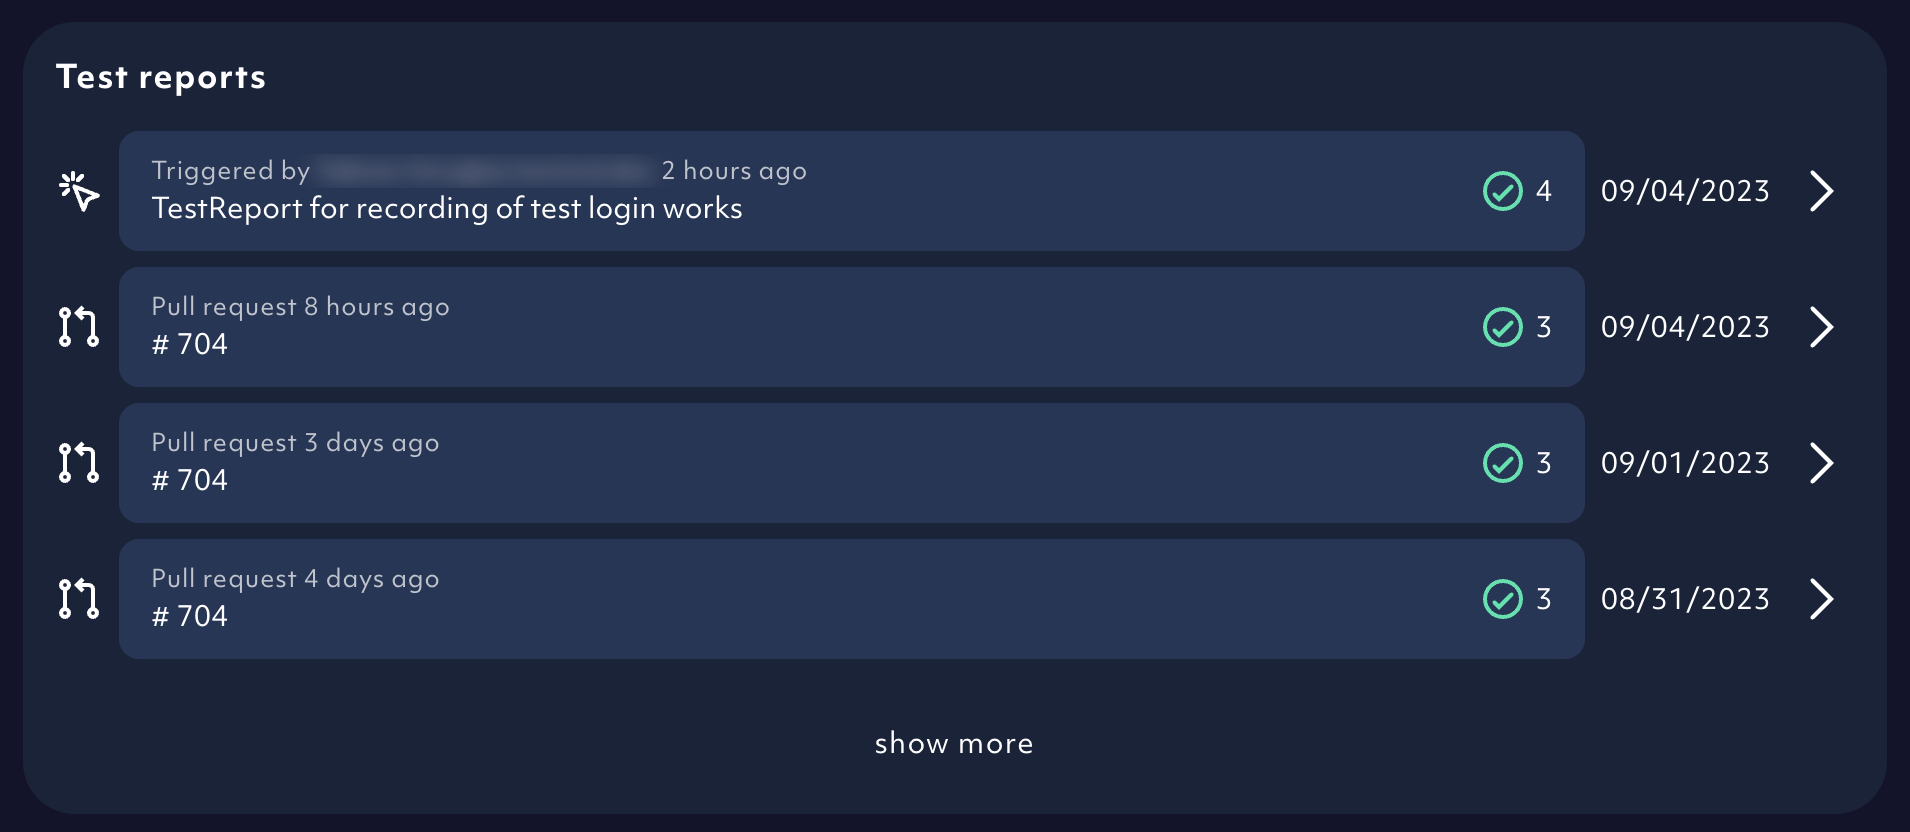 Test reports
Triggered by 2 hours ago
TestReport for recording of test login works
4
09/04/2023
Pull request 8 hours ago
# 704
3
09/04/2023
Pull request 3 days ago
# 704
3
09/01/2023
Pull request 4 days ago
# 704
3
08/31/2023
show more